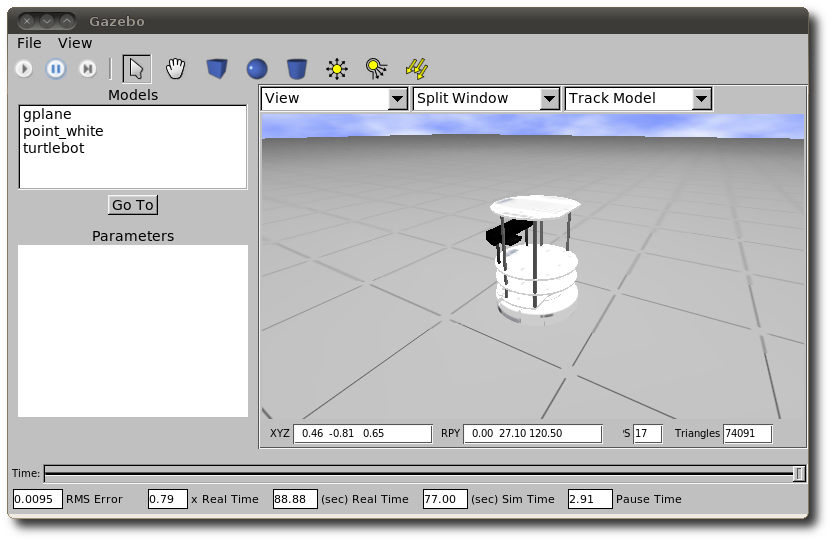 Gazebo
File View
Models
View Split Window Track Model
gplane
point_white
turtlebot
Go To
Parameters
XYZ 0.46 -0.81 0.65 RPY 0.00 27.10 120.50 'S 17 Triangles 74091
Time:
0.0095 RMS Error 0.79 x Real Time 88.88 (sec) Real Time 77.00 (sec) Sim Time 2.91 Pause Time